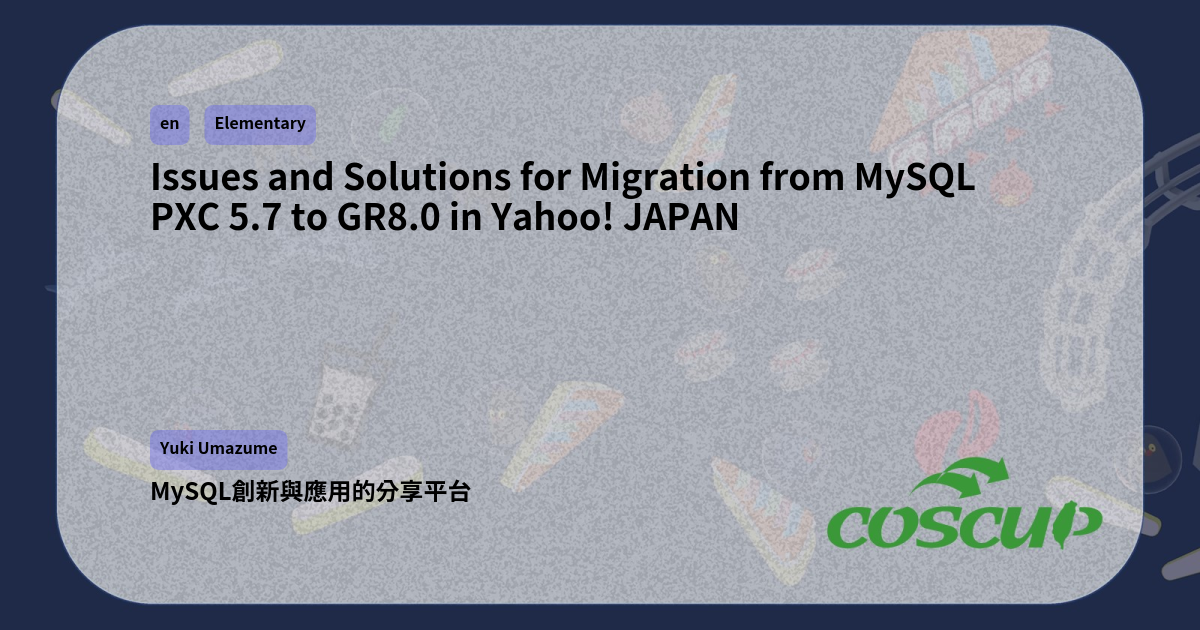 en Elementary
Issues and Solutions for Migration from MySQL
PXC 5.7 to GR8.0 in Yahoo! JAPAN
Yuki Umazume
MySQL創新與應用的分享平台
COSCUP